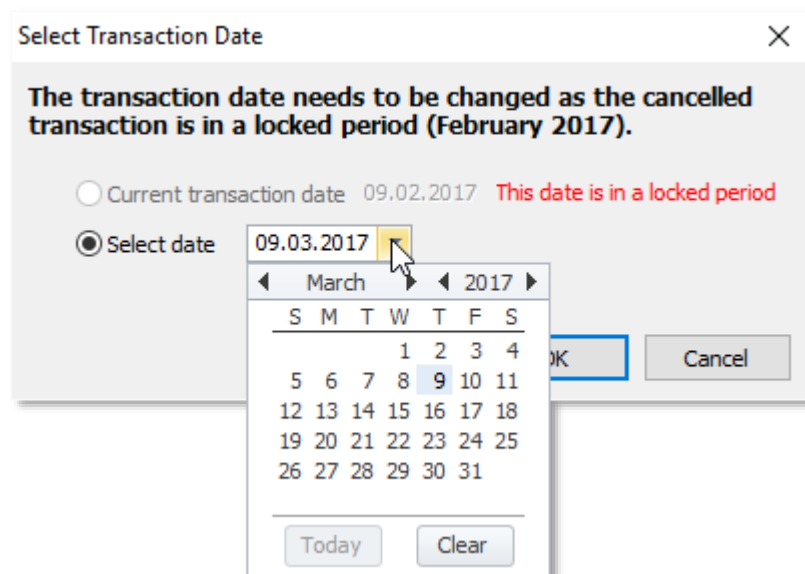 Select Transaction Date
The transaction date needs to be changed as the cancelled
transaction is in a locked period (February 2017).
Current transaction date 09.02.2017 This date is in a locked period
Select date 09.03.2017
March 2017
S M T W T F S
1 2 3 4
5 6 7 8 9 10 11
12 13 14 15 16 17 18
19 20 21 22 23 24 25
26 27 28 29 30 31
Cancel
Today Clear